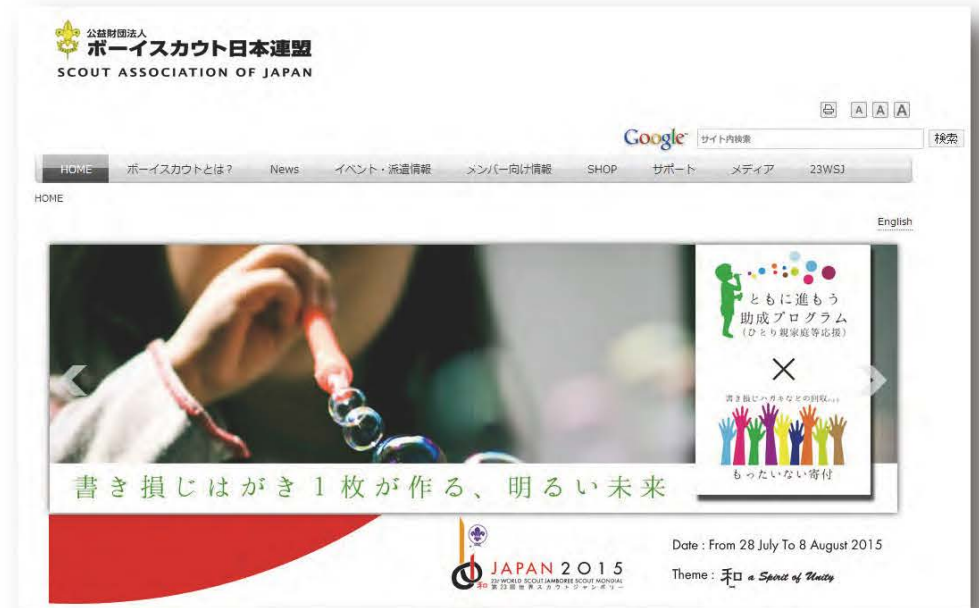 公益財団法人
ボーイスカウト日本連盟
SCOUT ASSOCIATION OF JAPAN
A A A
Google サイト内検索 検索
HOME ボーイスカウトとは？ News イベント・派遣情報 メンバー向け情報 SHOP サポート メディア 23WSJ
HOME
English
ともに進もう
助成プログラム
(ひとり親家庭等応援)
×
書き損じハガキなどの回収
もったいない寄付
書き損じはがき1枚が作る、明るい未来
JAPAN 2015
23rd WORLD SCOUT JAMBOREE SCOUT MONDIAL
和 第23回世界スカウトジャンボリー
Date : From 28 July To 8 August 2015
Theme : 和 a Spirit of Unity